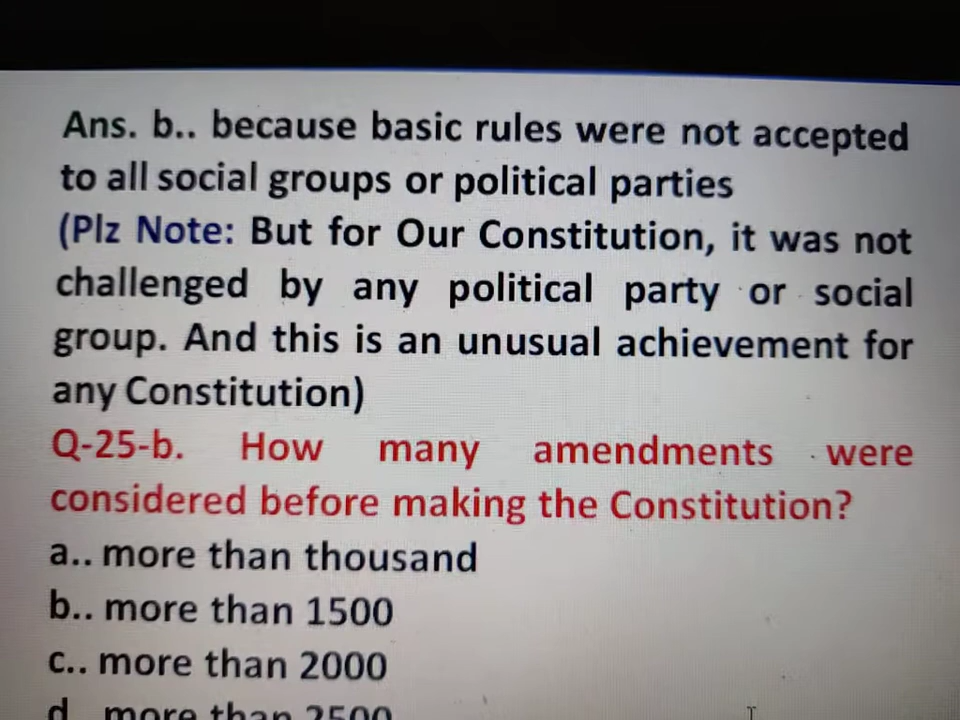 Ans. b.. because basic rules were not accepted
to all social groups or political parties
(Plz Note: But for Our Constitution, it was not
challenged by any political party or social
group. And this is an unusual achievement for
any Constitution)
Q-25-b. How many amendments were
considered before making the Constitution?
a.. more than thousand
b.. more than 1500
c.. more than 2000
d more than 2500